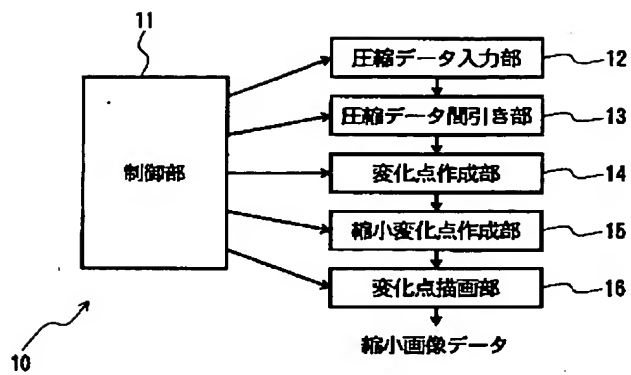 11
圧縮データ入力部 12
圧縮データ間引き部 13
制御部 変化点作成部 14
縮小変化点作成部 15
変化点描画部 16
10 縮小画像データ